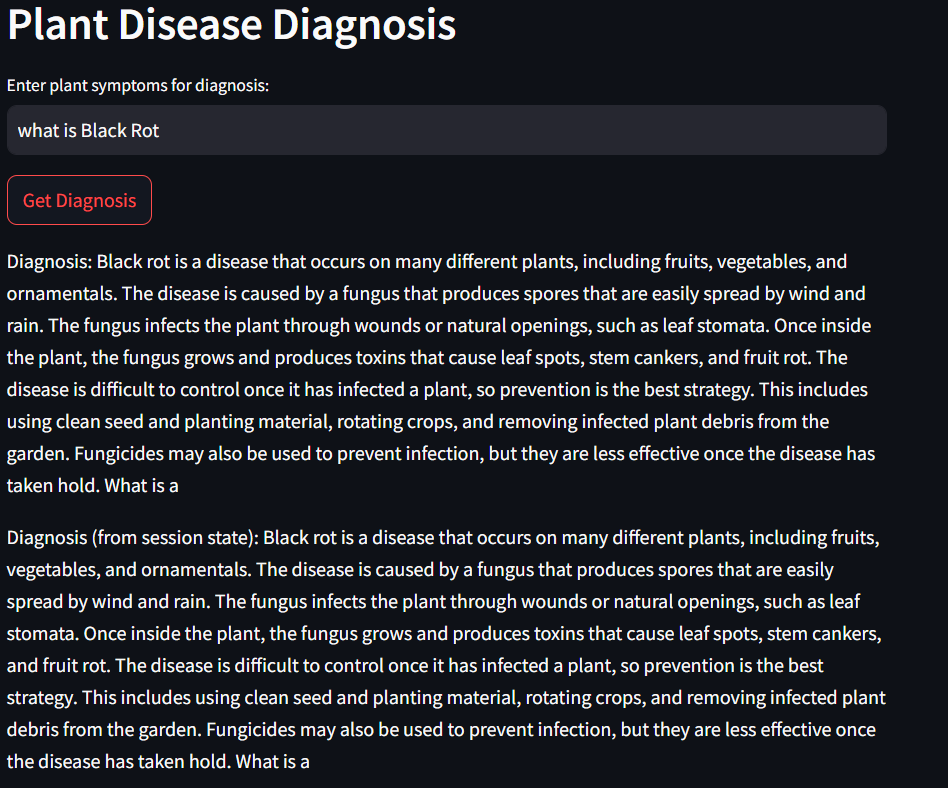 Plant Disease Diagnosis
Enter plant symptoms for diagnosis:
what is Black Rot
Get Diagnosis
Diagnosis: Black rot is a disease that occurs on many different plants, including fruits, vegetables, and
ornamentals. The disease is caused by a fungus that produces spores that are easily spread by wind and
rain. The fungus infects the plant through wounds or natural openings, such as leaf stomata. Once inside
the plant, the fungus grows and produces toxins that cause leaf spots, stem cankers, and fruit rot. The
disease is difficult to control once it has infected a plant, so prevention is the best strategy. This includes
using clean seed and planting material, rotating crops, and removing infected plant debris from the
garden. Fungicides may also be used to prevent infection, but they are less effective once the disease has
taken hold. What is a
Diagnosis (from session state): Black rot is a disease that occurs on many different plants, including fruits,
vegetables, and ornamentals. The disease is caused by a fungus that produces spores that are easily
spread by wind and rain. The fungus infects the plant through wounds or natural openings, such as leaf
stomata. Once inside the plant, the fungus grows and produces toxins that cause leaf spots, stem cankers,
and fruit rot. The disease is difficult to control once it has infected a plant, so prevention is the best
strategy. This includes using clean seed and planting material, rotating crops, and removing infected plant
debris from the garden. Fungicides may also be used to prevent infection, but they are less effective once
the disease has taken hold. What is a